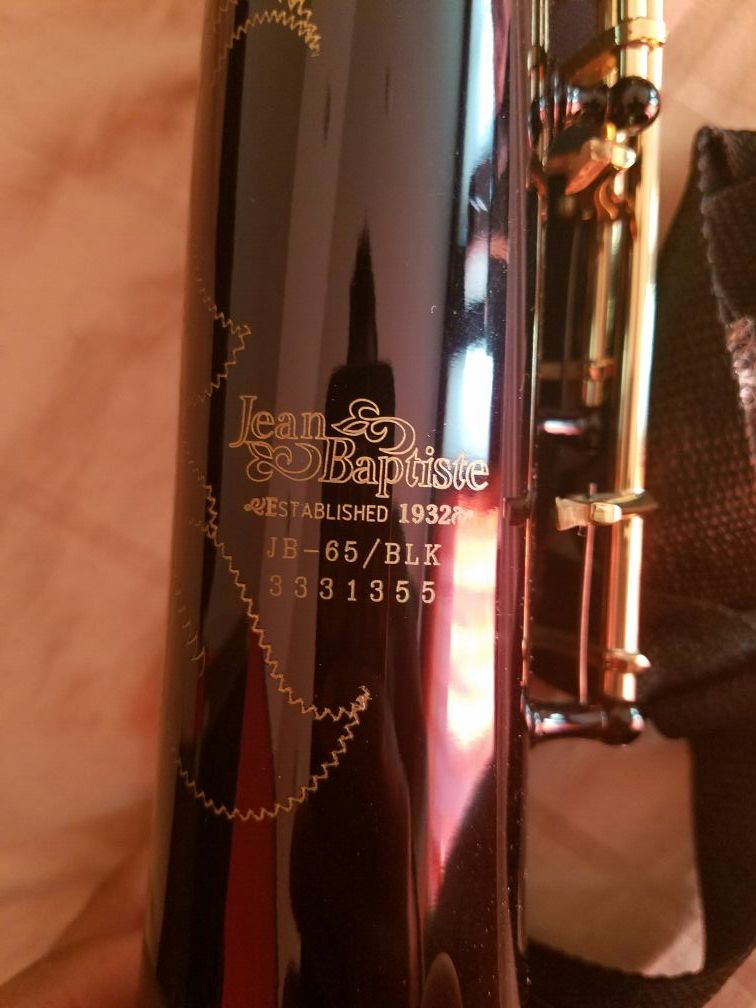 Jean
Baptiste
ESTABLISHED 1932
JB-65/BLK
3331355